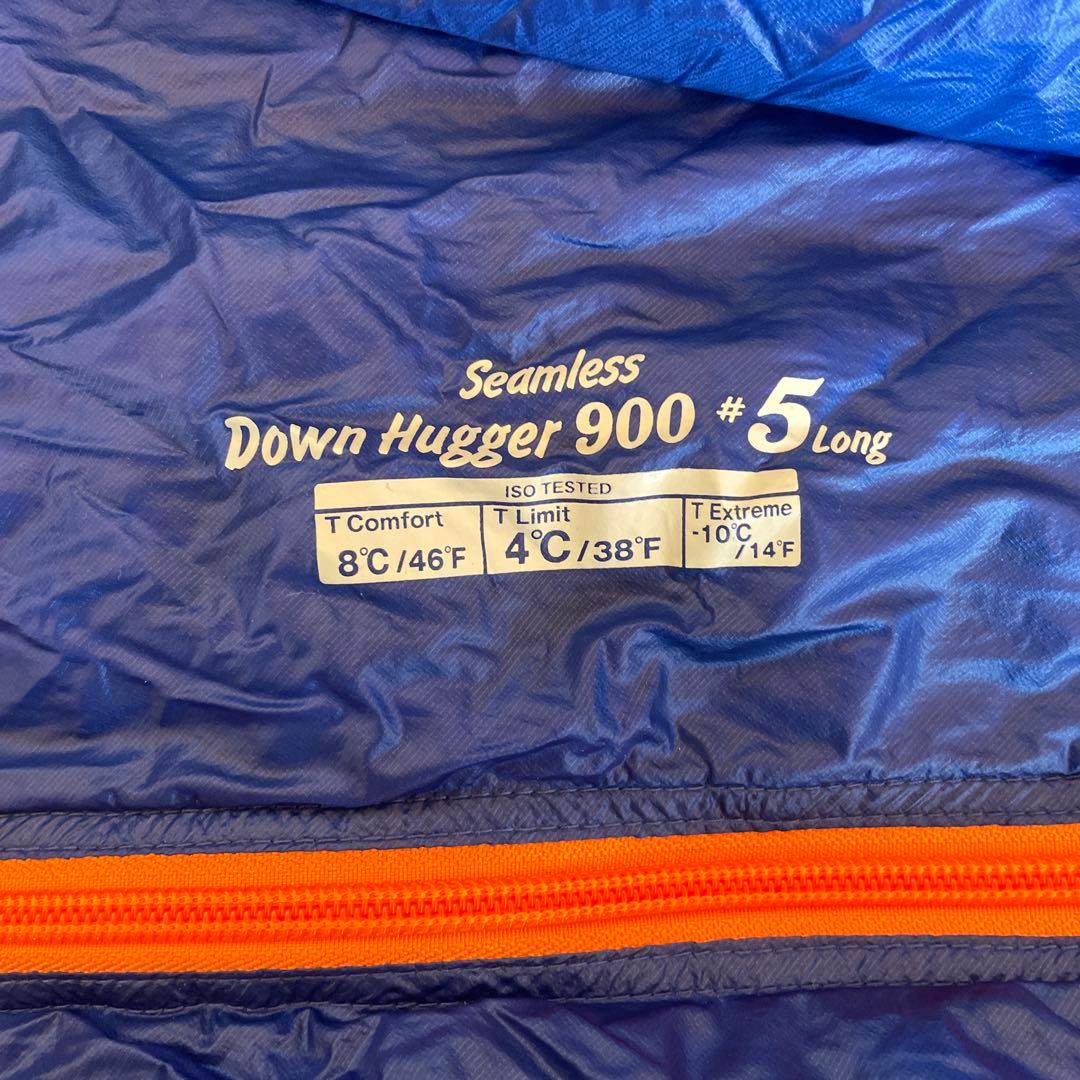 Seamless
Down Hugger 900 #5 Long
ISO TESTED
T Comfort
8°C/46°F
T Limit
4°C/38°F
T Extreme
-10°C
/14°F